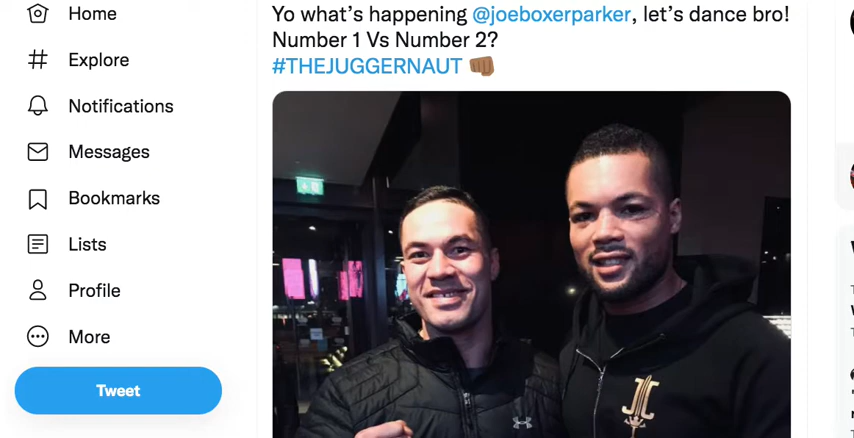 Home
Explore
Notifications
Messages
Bookmarks
Lists
Profile
More
Tweet
Yo what's happening @joeboxerparker, let's dance bro!
Number 1 Vs Number 2?
#THEJUGGERNAUT